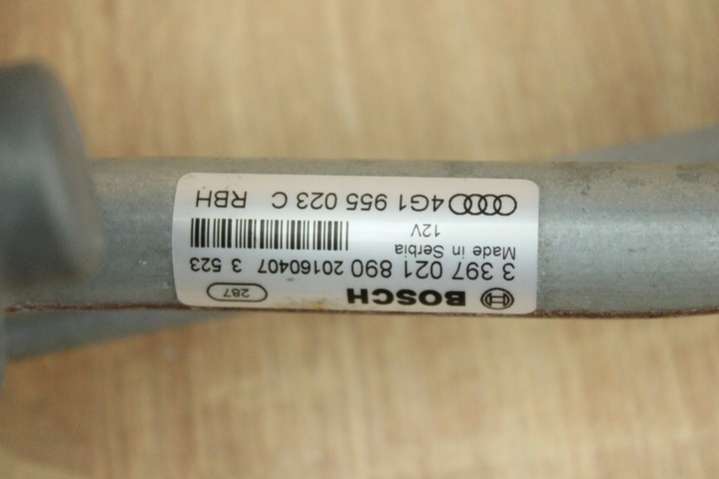 BOSCH 287
3 397 021 890 20160407 3 523
Made in Serbia
12V
4G1 955 023 C RBH